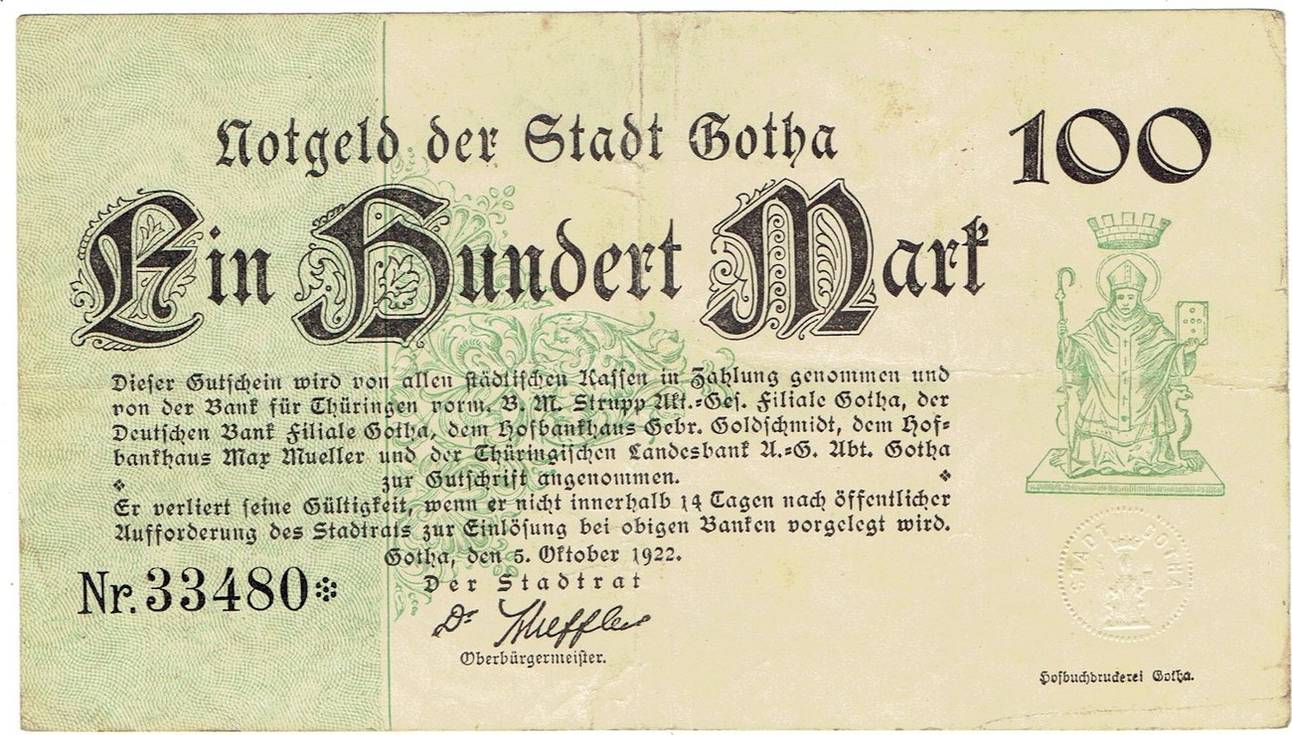 Notgeld der Stadt Gotha
100
Ein Hundert Mark
Dieser Gutschein wird von allen städtischen Kassen in Zahlung genommen und
von der Bank für Thüringen vorm. B. M. Strupp Akt.=Ges. Filiale Gotha, der
Deutschen Bank Filiale Gotha, dem Hofbankhaus Gebr. Goldschmidt, dem Hof=
bankhaus Max Mueller und der Thüringischen Landesbank A.=G. Abt. Gotha
zur Gutschrift angenommen.
Er verliert seine Gültigkeit, wenn er nicht innerhalb 14 Tagen nach öffentlicher
Aufforderung des Stadtrats zur Einlösung bei obigen Banken vorgelegt wird.
Gotha, den 5. Oktober 1922.
Der Stadtrat
Nr. 33480
Dr
Oberbürgermeister.
STADT GOTHA
Hofbuchdruckerei Gotha.